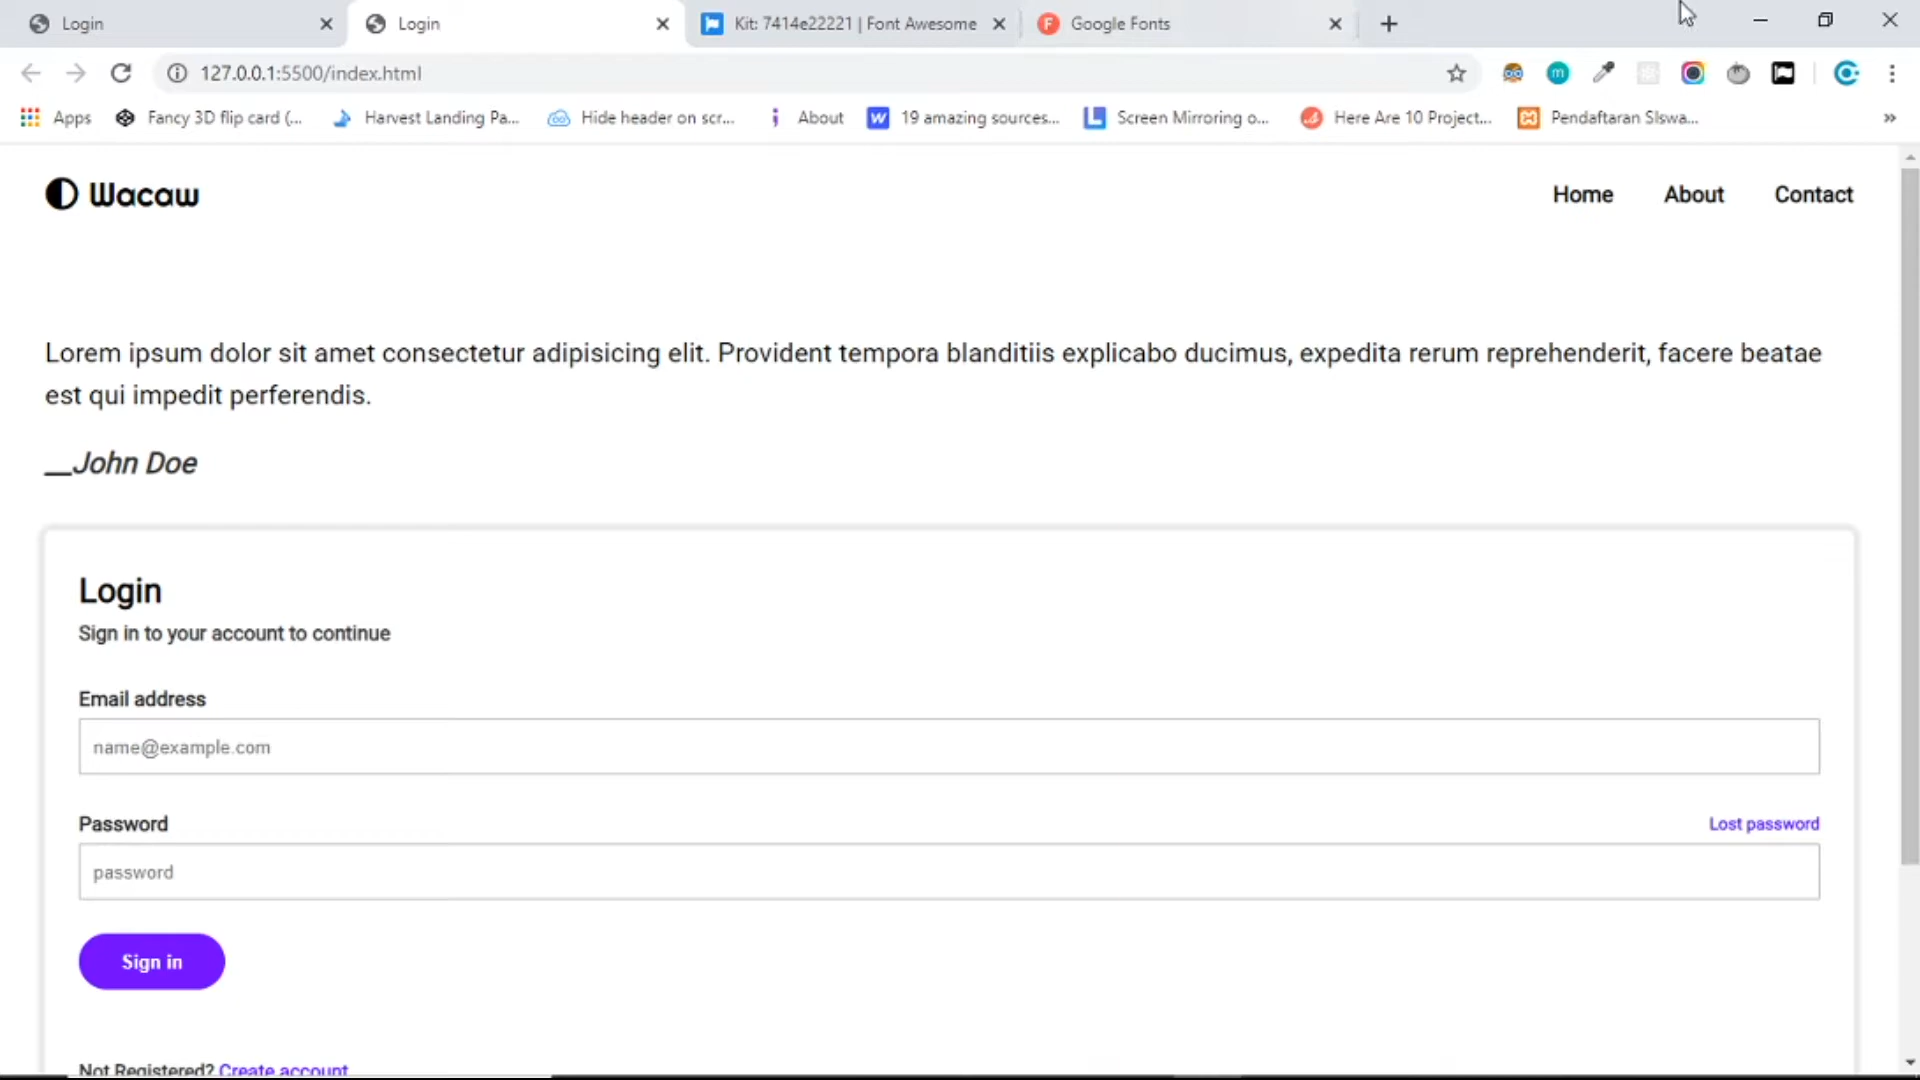 Login
Login
Kit: 7414e22221 | Font Awesome
Google Fonts
127.0.0.1:5500/index.html
Apps
Fancy 3D flip card (...
Harvest Landing Pa...
Hide header on scr...
About
19 amazing sources...
Screen Mirroring o...
Here Are 10 Project...
Pendaftaran SIswa...
Wacaw
Home
About
Contact
Lorem ipsum dolor sit amet consectetur adipisicing elit. Provident tempora blanditiis explicabo ducimus, expedita rerum reprehenderit, facere beatae
est qui impedit perferendis.
__John Doe
Login
Sign in to your account to continue
Email address
name@example.com
Password
Lost password
password
Sign in
Not Registered? Create account